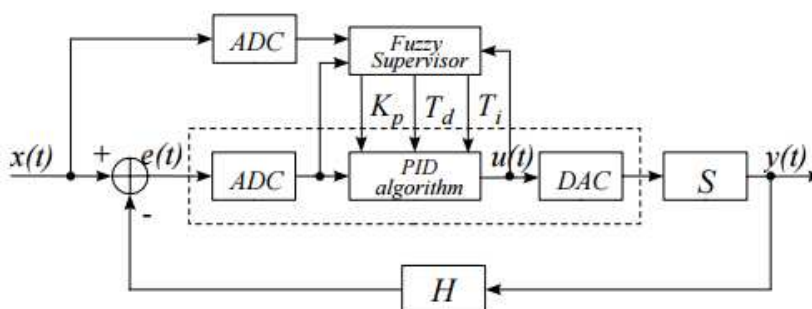 ADC
Fuzzy
Supervisor
K_p T_d T_i
x(t) + e(t) ADC PID
algorithm u(t) DAC S y(t)
-
H